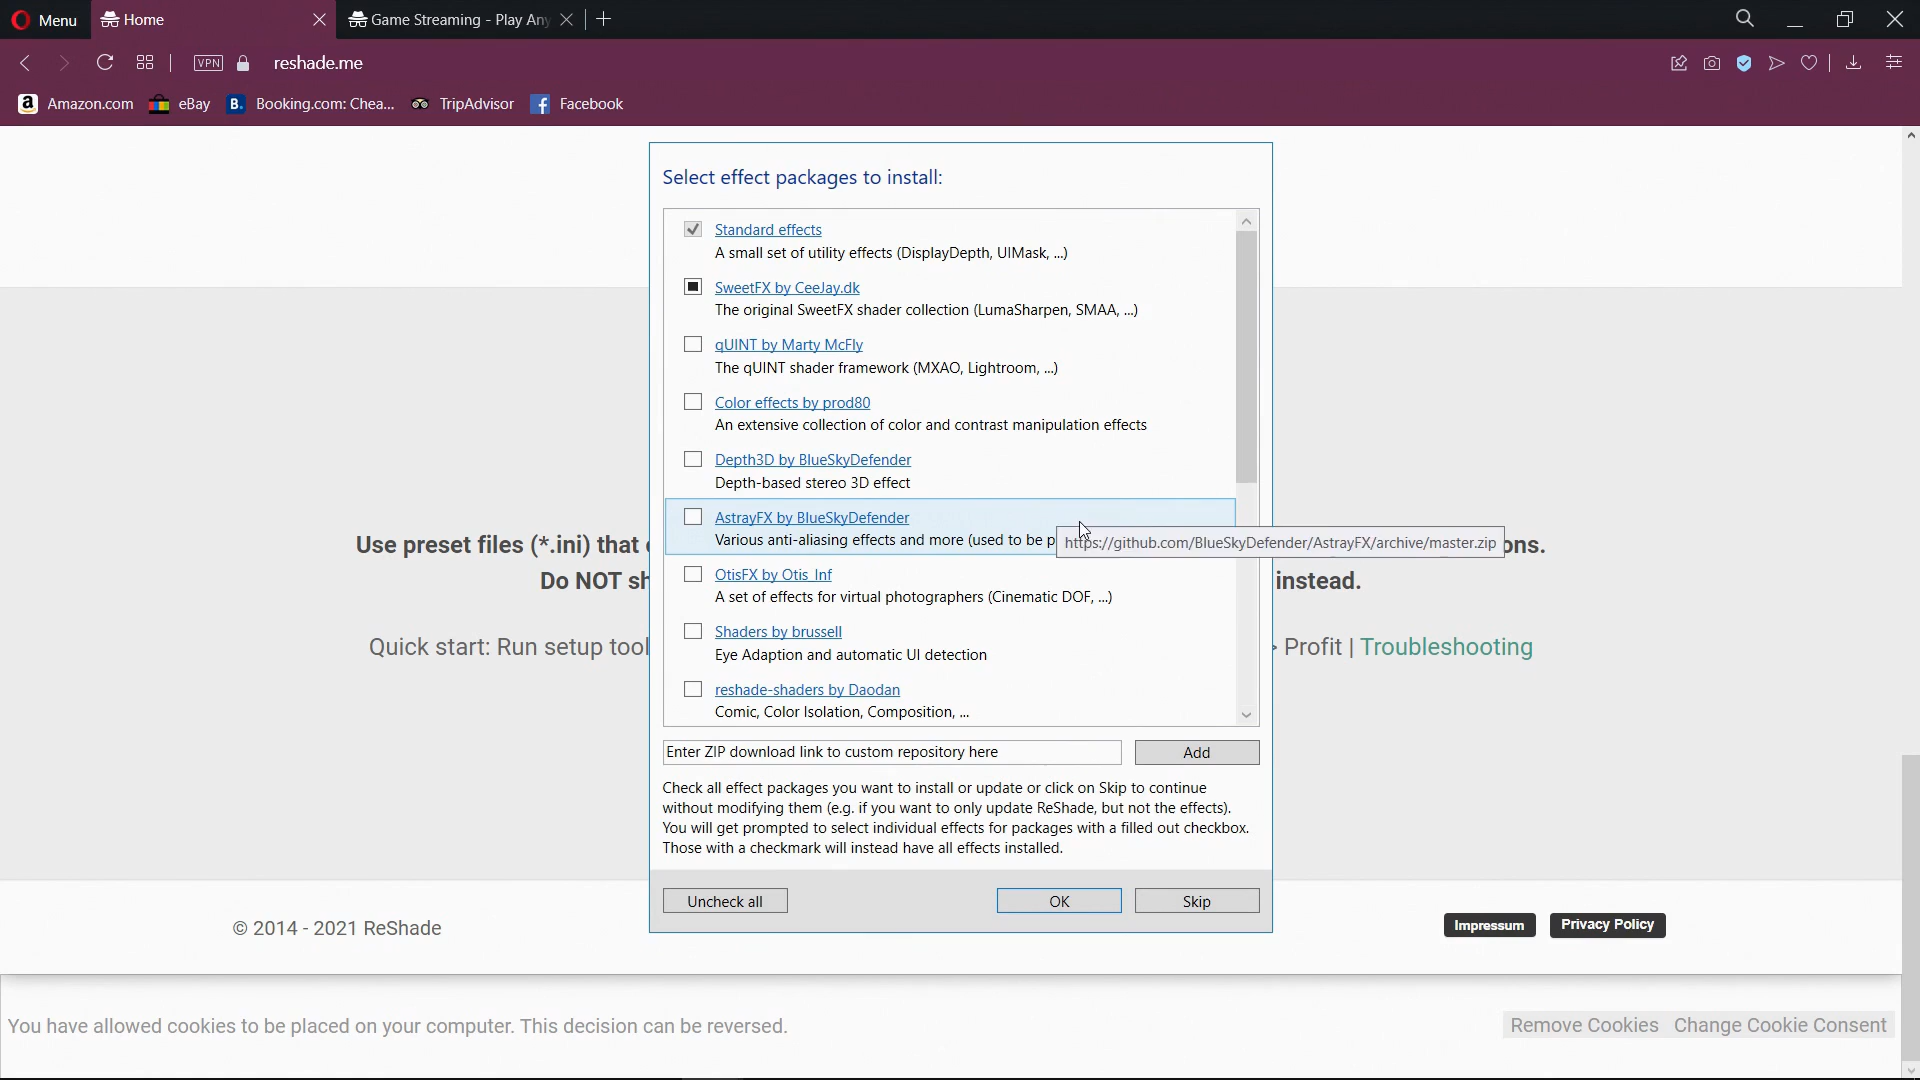 Menu
Home
Game Streaming - Play Any
VPN
reshade.me
Amazon.com
eBay
Booking.com: Chea...
TripAdvisor
Facebook
Select effect packages to install:
Standard effects
A small set of utility effects (DisplayDepth, UIMask, ...)
SweetFX by CeeJay.dk
The original SweetFX shader collection (LumaSharpen, SMAA, ...)
qUINT by Marty McFly
The qUINT shader framework (MXAO, Lightroom, ...)
Color effects by prod80
An extensive collection of color and contrast manipulation effects
Depth3D by BlueSkyDefender
Depth-based stereo 3D effect
AstrayFX by BlueSkyDefender
Various anti-aliasing effects and more (used to be p
https://github.com/BlueSkyDefender/AstrayFX/archive/master.zip
OtisFX by Otis Inf
A set of effects for virtual photographers (Cinematic DOF, ...)
Shaders by brussell
Eye Adaption and automatic UI detection
reshade-shaders by Daodan
Comic, Color Isolation, Composition, ...
Enter ZIP download link to custom repository here
Add
Check all effect packages you want to install or update or click on Skip to continue
without modifying them (e.g. if you want to only update ReShade, but not the effects).
You will get prompted to select individual effects for packages with a filled out checkbox.
Those with a checkmark will instead have all effects installed.
Uncheck all
OK
Skip
Use preset files (*.ini) that
ons.
Do NOT sh
instead.
Quick start: Run setup tool
> Profit | Troubleshooting
© 2014 - 2021 ReShade
Impressum
Privacy Policy
You have allowed cookies to be placed on your computer. This decision can be reversed.
Remove Cookies
Change Cookie Consent